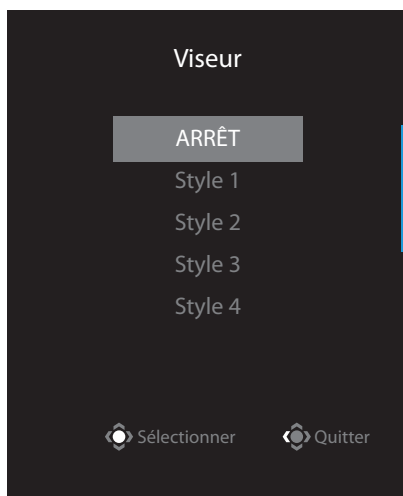 Viseur
ARRÊT
Style 1
Style 2
Style 3
Style 4
Sélectionner Quitter